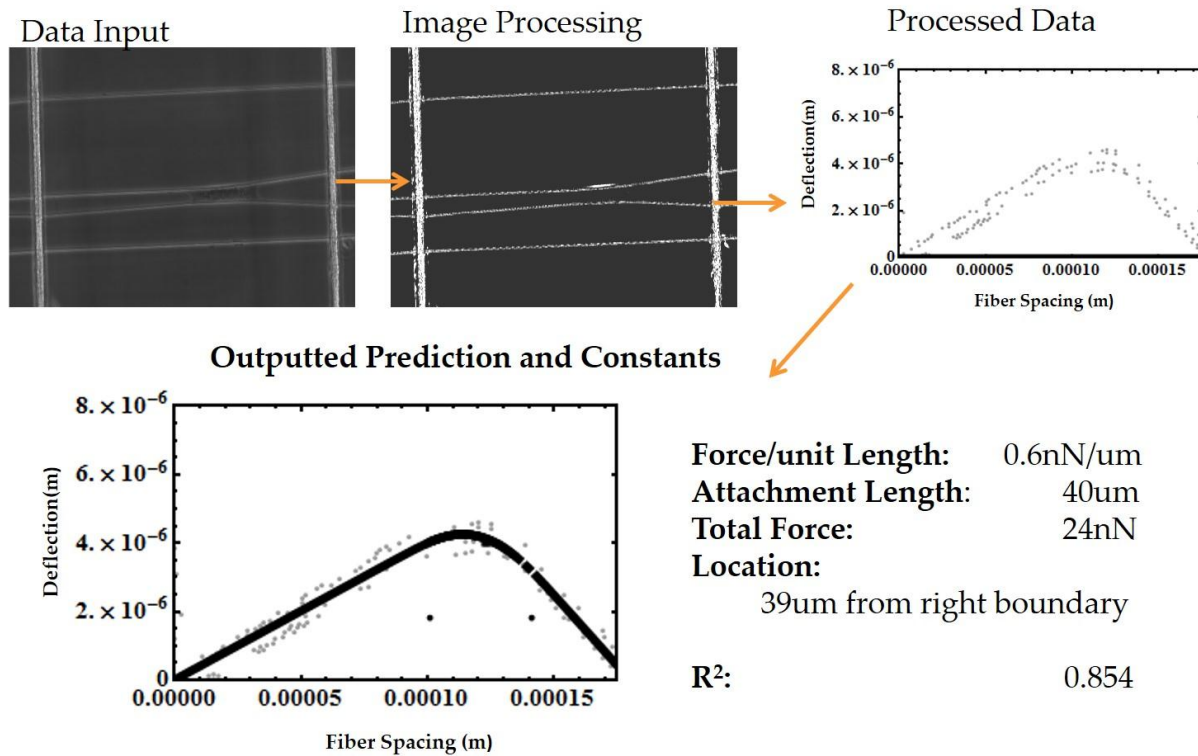 Data Input
Image Processing
Processed Data
8. × 10⁻⁶
6. × 10⁻⁶
4. × 10⁻⁶
2. × 10⁻⁶
0
Deflection(m)
0.00000 0.00005 0.00010 0.00015
Fiber Spacing (m)
Outputted Prediction and Constants
8. × 10⁻⁶
6. × 10⁻⁶
4. × 10⁻⁶
2. × 10⁻⁶
0
Deflection(m)
0.00000 0.00005 0.00010 0.00015
Fiber Spacing (m)
Force/unit Length: 0.6nN/um
Attachment Length: 40um
Total Force: 24nN
Location:
39um from right boundary
R²: 0.854